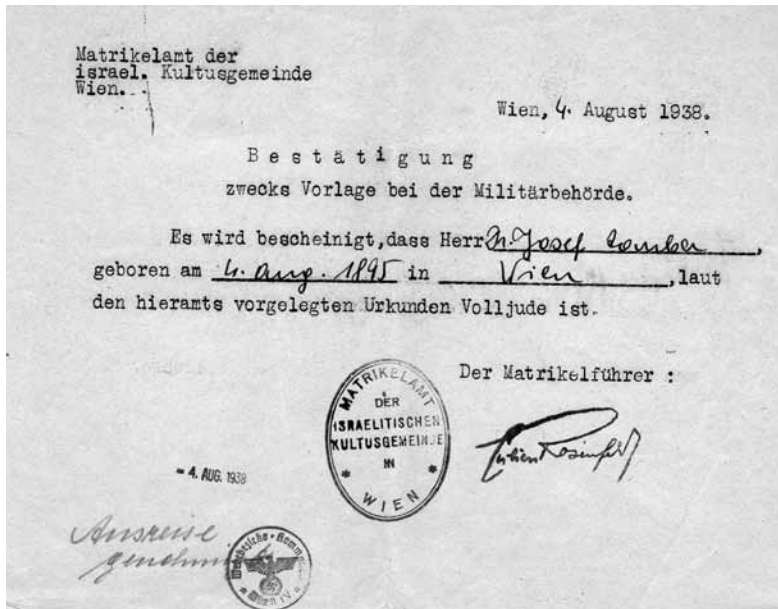 Matrikelamt der
israel. Kultusgemeinde
Wien.
Wien, 4. August 1938.
Bestätigung
zwecks Vorlage bei der Militärbehörde.
Es wird bescheinigt,dass Herr Dr. Josef ,
geboren am 4. Aug. 1895 in Wien ,laut
den hieramts vorgelegten Urkunden Volljude ist.
Der Matrikelführer :
MATRIKELAMT
DER
ISRAELITISCHEN
KULTUSGEMEINDE
IN
* WIEN *
- 4. AUG. 1938
Ausreise